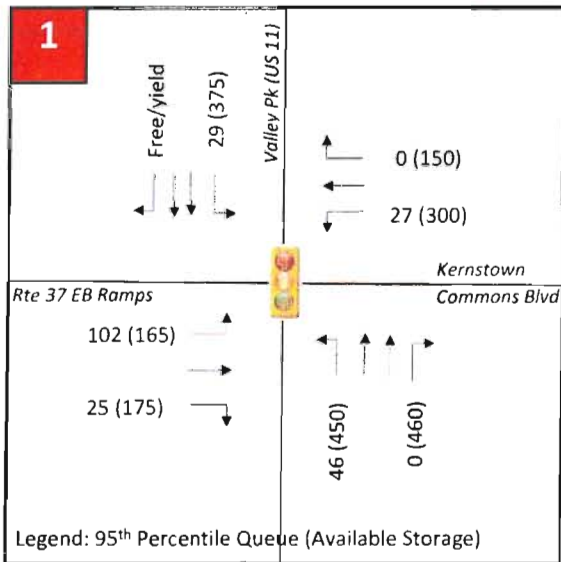 1
Free/yield
29 (375)
Valley Pk (US 11)
0 (150)
27 (300)
Kernstown
Commons Blvd
Rte 37 EB Ramps
102 (165)
25 (175)
46 (450)
0 (460)
Legend: 95th Percentile Queue (Available Storage)